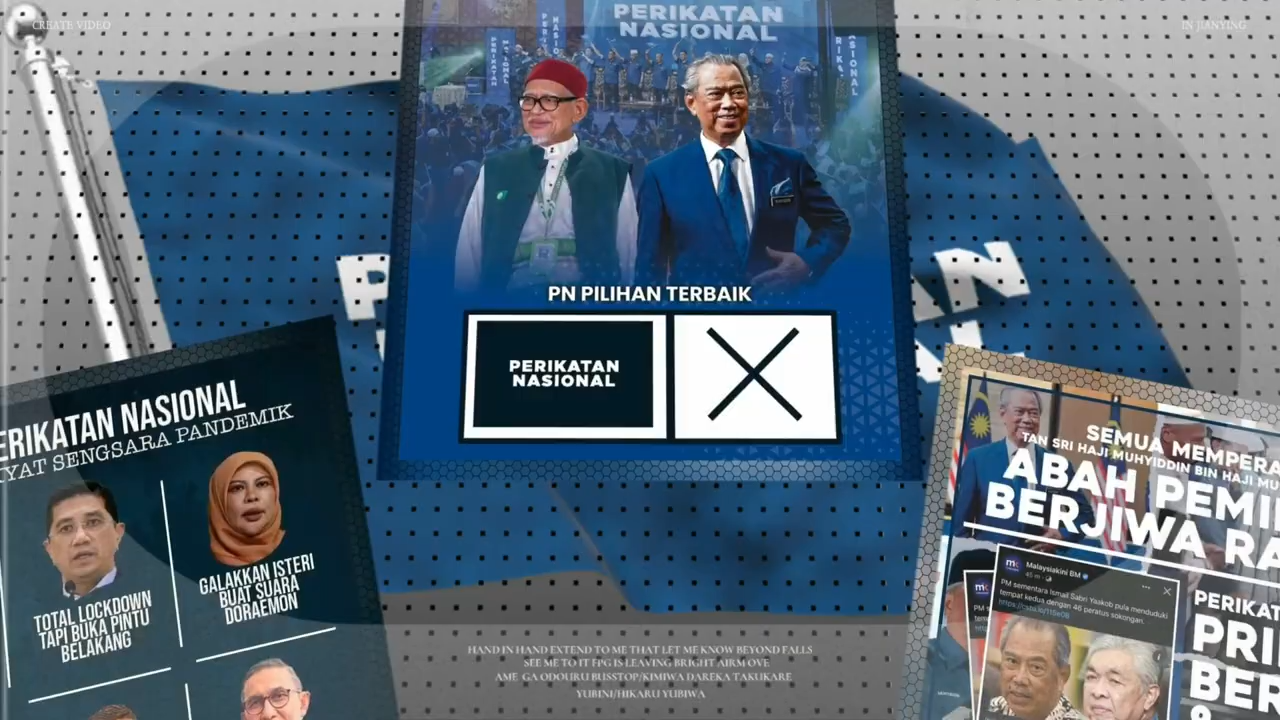 CREATE VIDEO
IN JIANYING
PERIKATAN
NASIONAL
PN PILIHAN TERBAIK
PERIKATAN
NASIONAL
ERIKATAN NASIONAL
YAT SENGSARA PANDEMIK
TOTAL LOCKDOWN
TAPI BUKA PINTU
BELAKANG
GALAKKAN ISTERI
BUAT SUARA
DORAEMON
SEMUA MEMPERA
TAN SRI HAJI MUHYIDDIN BIN HAJI MU
ABAH PEMI
BERJIWA RA
Malaysiakini BM
45 m
PM sementara Ismail Sabri Yaakob pula menduduki
tempat kedua dengan 46 peratus sokongan.
PERIKAT
PRI
BER
HAND IN HAND EXTEND TO ME THAT LET ME KNOW BEYOND FALLS
SEE ME TO IT FPG IS LEAVING BRIGHT AIRM OVE
AME GA ODOURU BUSSTOP/KIMIWA DAREKA TAKUKARE
YUBINI/HIKARU YUBIWA